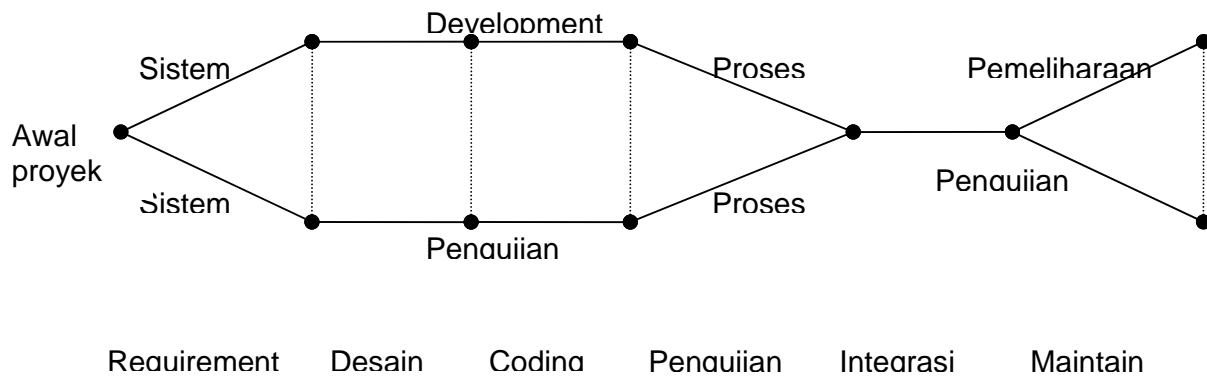 Development
Sistem
Proses
Pemeliharaan
Awal
proyek
Pengujian
Sistem
Proses
Pengujian
Requirement Desain Coding Pengujian Integrasi Maintain